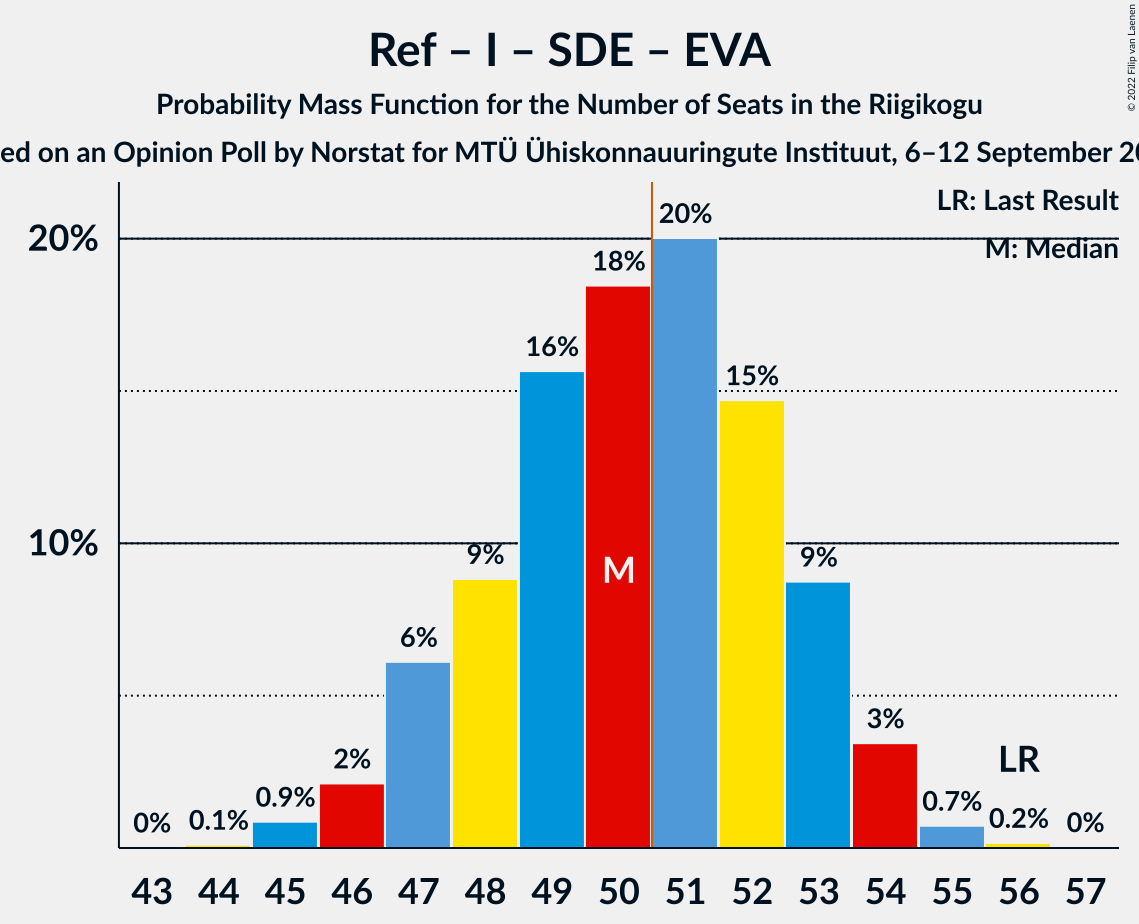 Ref – I – SDE – EVA
Probability Mass Function for the Number of Seats in the Riigikogu
ed on an Opinion Poll by Norstat for MTÜ Ühiskonnauuringute Instituut, 6–12 September 20
© 2022 Filip van Laenen
LR: Last Result
M: Median
20%
10%
0%
0.1%
0.9%
2%
6%
9%
16%
18%
20%
15%
9%
3%
0.7%
0.2%
0%
M
LR
43 44 45 46 47 48 49 50 51 52 53 54 55 56 57